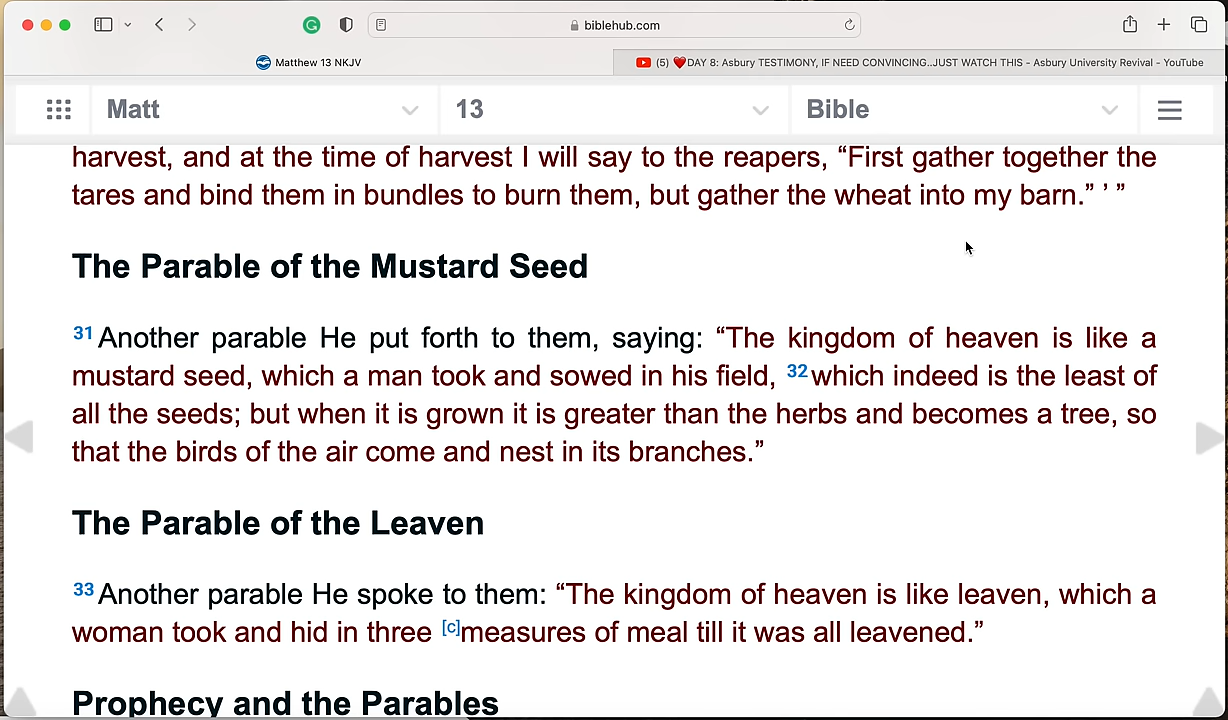 biblehub.com
Matthew 13 NKJV
(5) ❤️DAY 8: Asbury TESTIMONY, IF NEED CONVINCING..JUST WATCH THIS - Asbury University Revival - YouTube
Matt 13 Bible
harvest, and at the time of harvest I will say to the reapers, “First gather together the
tares and bind them in bundles to burn them, but gather the wheat into my barn.” ’ ”
The Parable of the Mustard Seed
31 Another parable He put forth to them, saying: “The kingdom of heaven is like a
mustard seed, which a man took and sowed in his field, 32 which indeed is the least of
all the seeds; but when it is grown it is greater than the herbs and becomes a tree, so
that the birds of the air come and nest in its branches.”
The Parable of the Leaven
33 Another parable He spoke to them: “The kingdom of heaven is like leaven, which a
woman took and hid in three [c]measures of meal till it was all leavened.”
Prophecy and the Parables